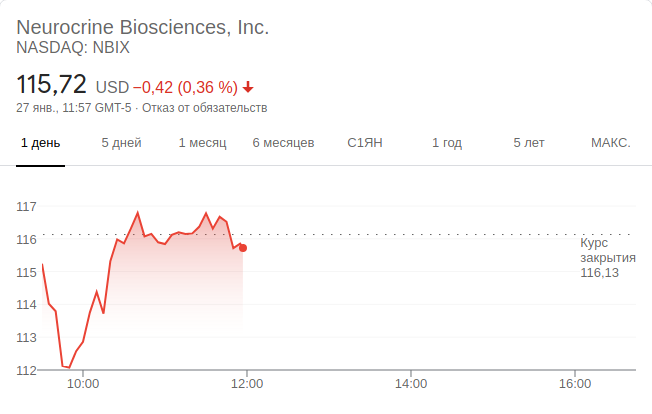 Neurocrine Biosciences, Inc.
NASDAQ: NBIX
115,72 USD −0,42 (0,36 %)
27 янв., 11:57 GMT-5 · Отказ от обязательств
1 день 5 дней 1 месяц 6 месяцев С1ЯН 1 год 5 лет МАКС.
117
116
115
114
113
112
Курс
закрытия
116,13
10:00 12:00 14:00 16:00